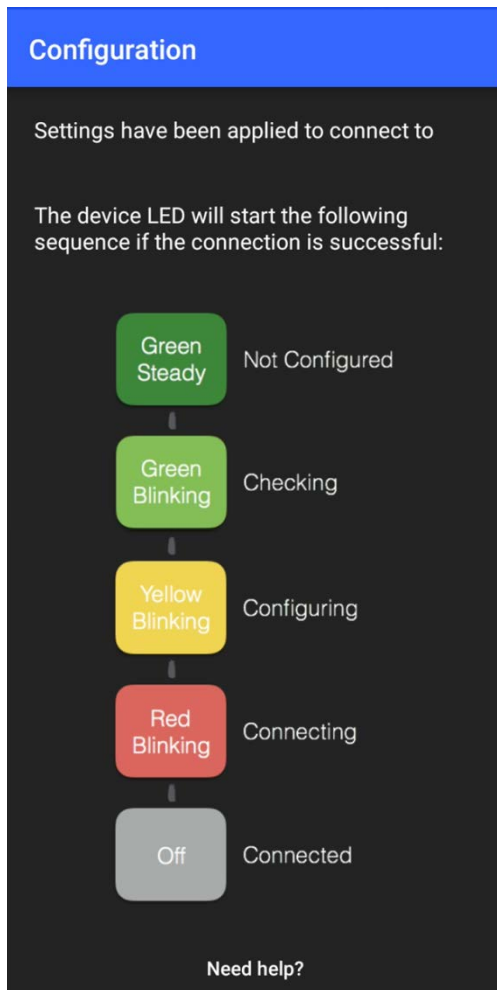 Configuration
Settings have been applied to connect to
The device LED will start the following
sequence if the connection is successful:
Green
Steady
Not Configured
Green
Blinking
Checking
Yellow
Blinking
Configuring
Red
Blinking
Connecting
Off
Connected
Need help?